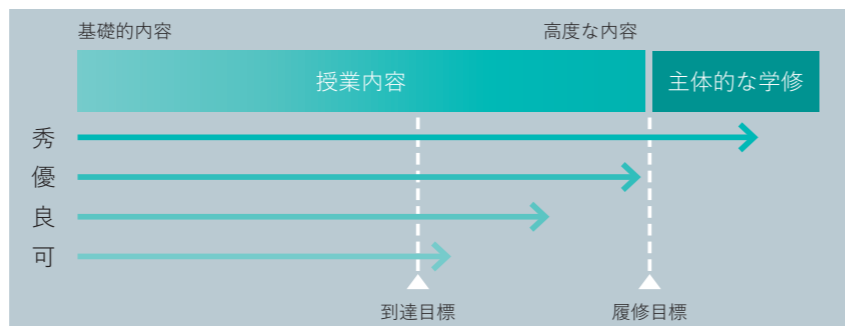 基礎的内容
高度な内容
授業内容
主体的な学修
秀
優
良
可
到達目標
履修目標